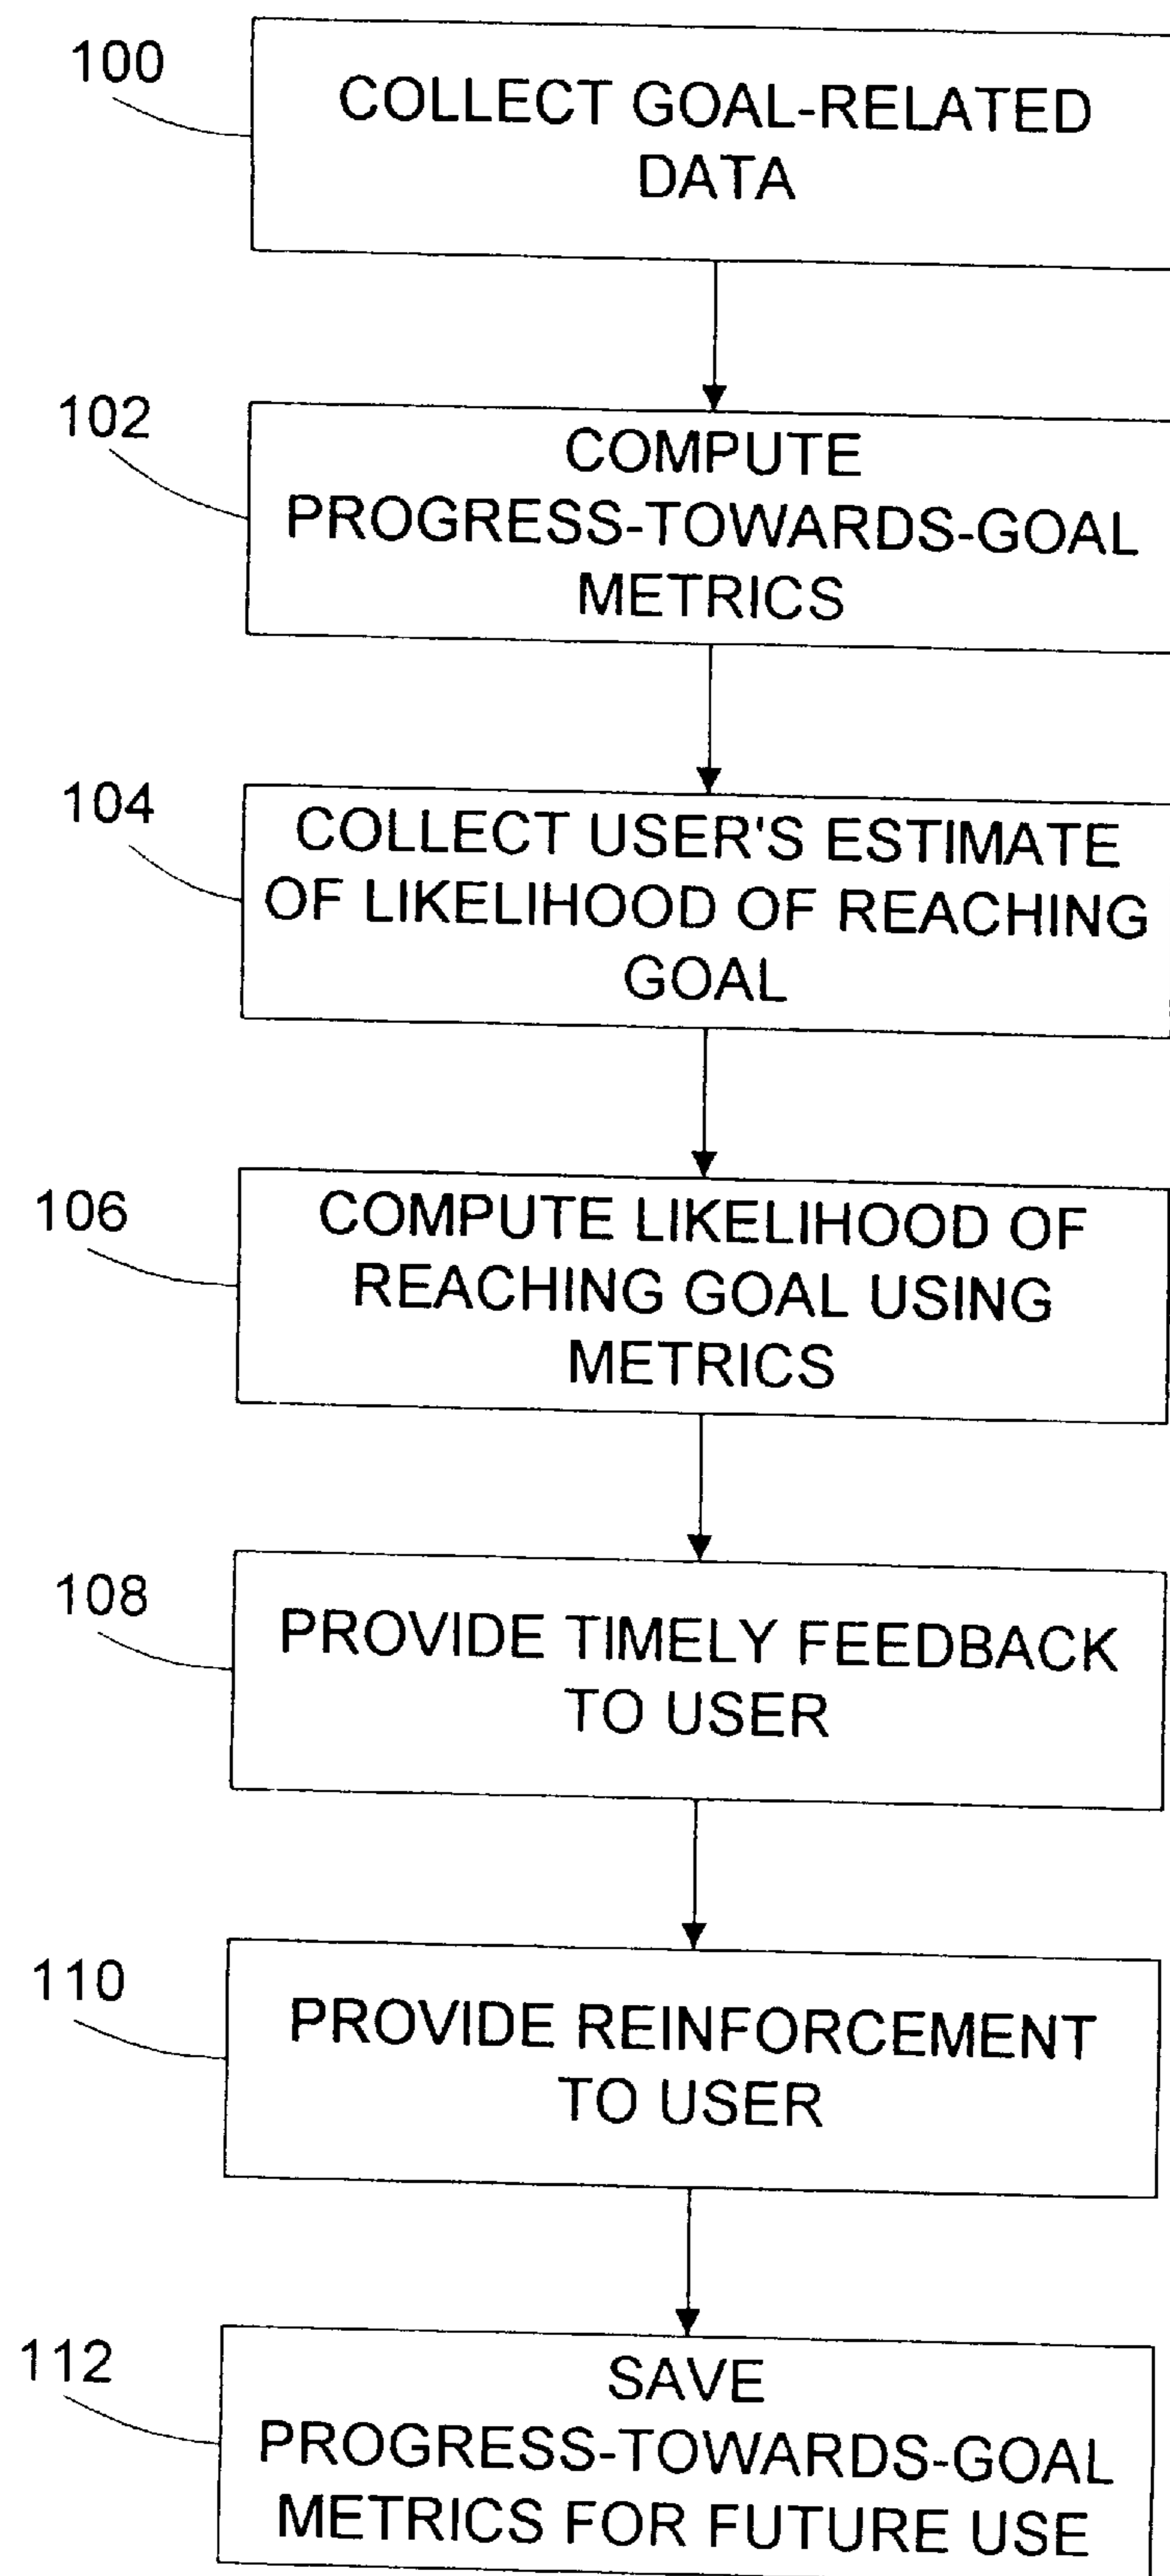 100
COLLECT GOAL-RELATED
DATA
102
COMPUTE
PROGRESS-TOWARDS-GOAL
METRICS
104
COLLECT USER'S ESTIMATE
OF LIKELIHOOD OF REACHING
GOAL
106
COMPUTE LIKELIHOOD OF
REACHING GOAL USING
METRICS
108
PROVIDE TIMELY FEEDBACK
TO USER
110
PROVIDE REINFORCEMENT
TO USER
112
SAVE
PROGRESS-TOWARDS-GOAL
METRICS FOR FUTURE USE